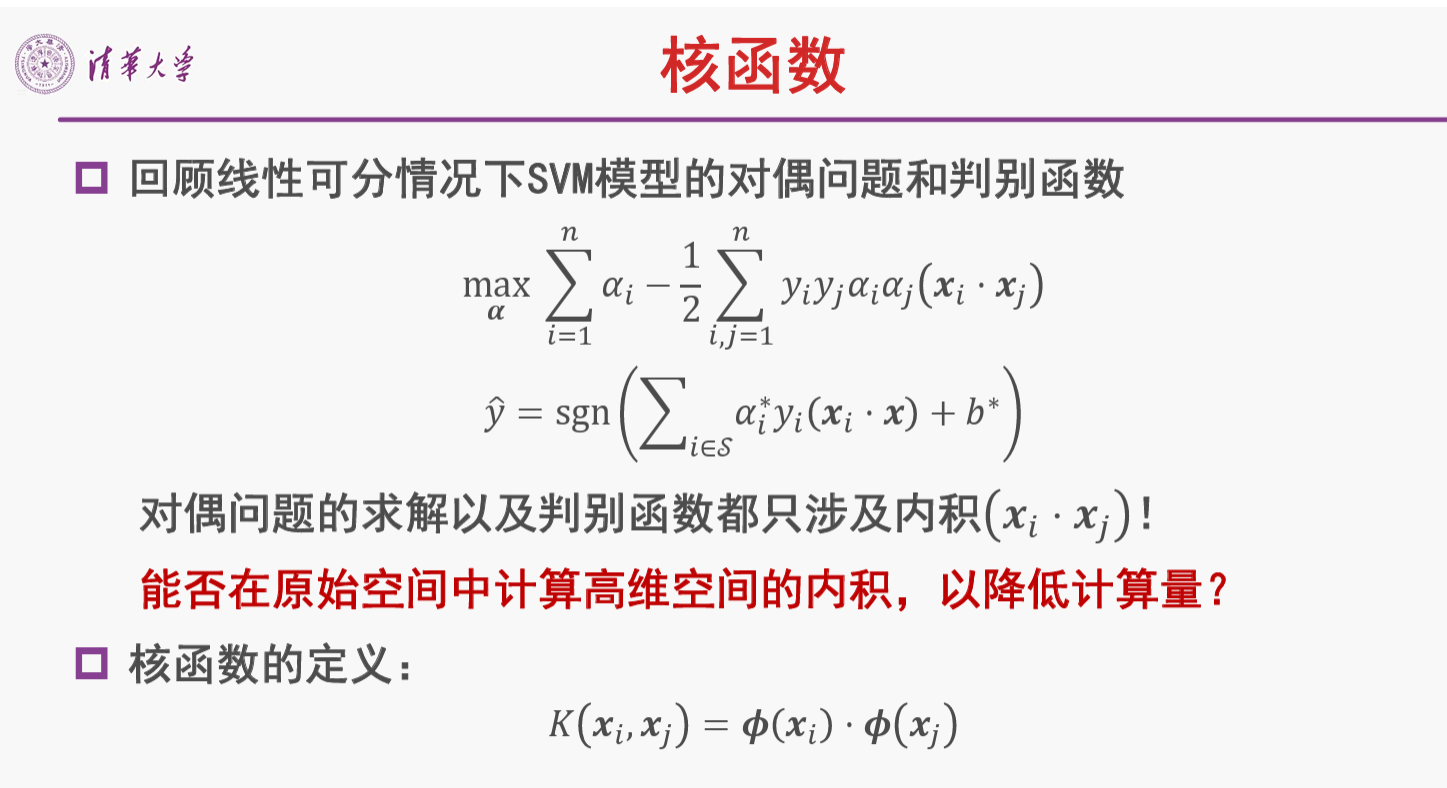 清华大学
核函数
回顾线性可分情况下SVM模型的对偶问题和判别函数
$\max_{\boldsymbol{\alpha}} \sum_{i=1}^{n} \alpha_i - \frac{1}{2} \sum_{i,j=1}^{n} y_i y_j \alpha_i \alpha_j (\boldsymbol{x}_i \cdot \boldsymbol{x}_j)$
$\hat{y} = \text{sgn}\left(\sum_{i \in \mathcal{S}} \alpha_i^* y_i (\boldsymbol{x}_i \cdot \boldsymbol{x}) + b^*\right)$
对偶问题的求解以及判别函数都只涉及内积$(\boldsymbol{x}_i \cdot \boldsymbol{x}_j)$!
能否在原始空间中计算高维空间的内积，以降低计算量？
核函数的定义：
$K(\boldsymbol{x}_i, \boldsymbol{x}_j) = \boldsymbol{\phi}(\boldsymbol{x}_i) \cdot \boldsymbol{\phi}(\boldsymbol{x}_j)$